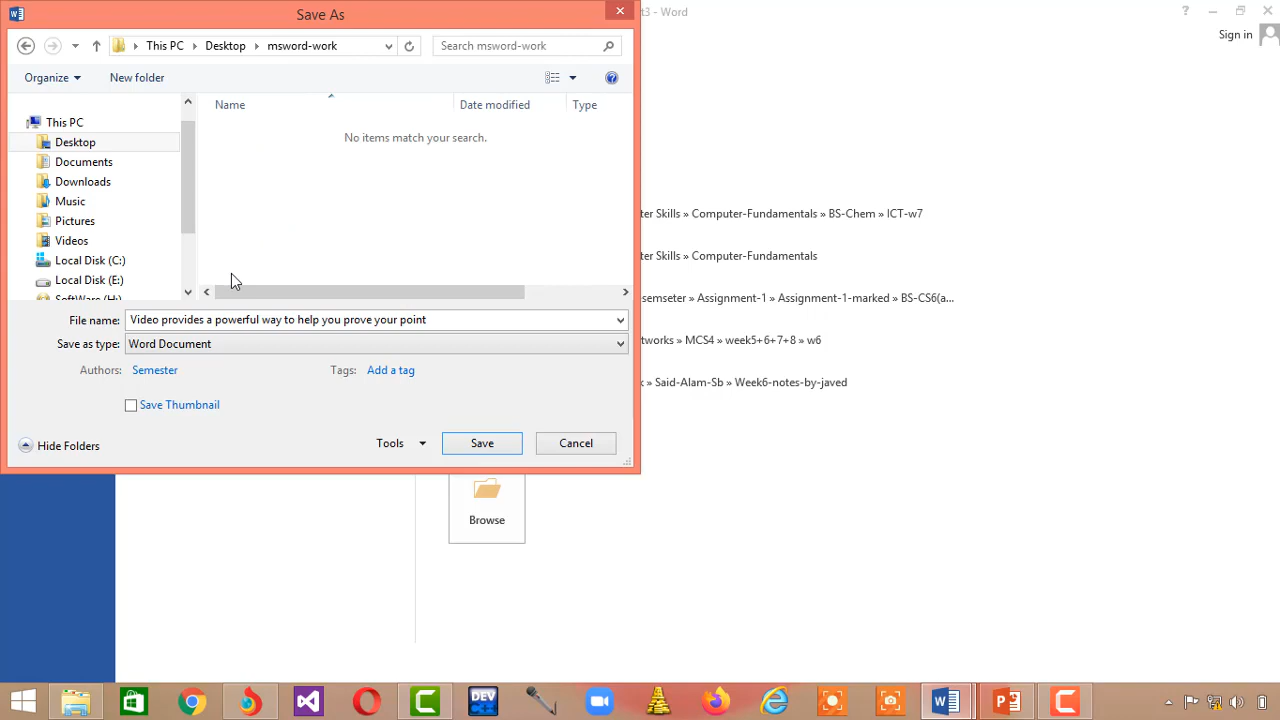 Save As
t3 - Word
Sign in
This PC
Desktop
msword-work
Search msword-work
Organize
New folder
Name
Date modified
Type
No items match your search.
This PC
Desktop
Documents
Downloads
Music
Pictures
Videos
Local Disk (C:)
Local Disk (E:)
SoftWare (H:)
File name: Video provides a powerful way to help you prove your point
Save as type: Word Document
Authors: Semester
Tags: Add a tag
Save Thumbnail
Hide Folders
Tools
Save
Cancel
ter Skills » Computer-Fundamentals » BS-Chem » ICT-w7
ter Skills » Computer-Fundamentals
semseter » Assignment-1 » Assignment-1-marked » BS-CS6(a...
tworks » MCS4 » week5+6+7+8 » w6
» Said-Alam-Sb » Week6-notes-by-javed
Browse
DEV